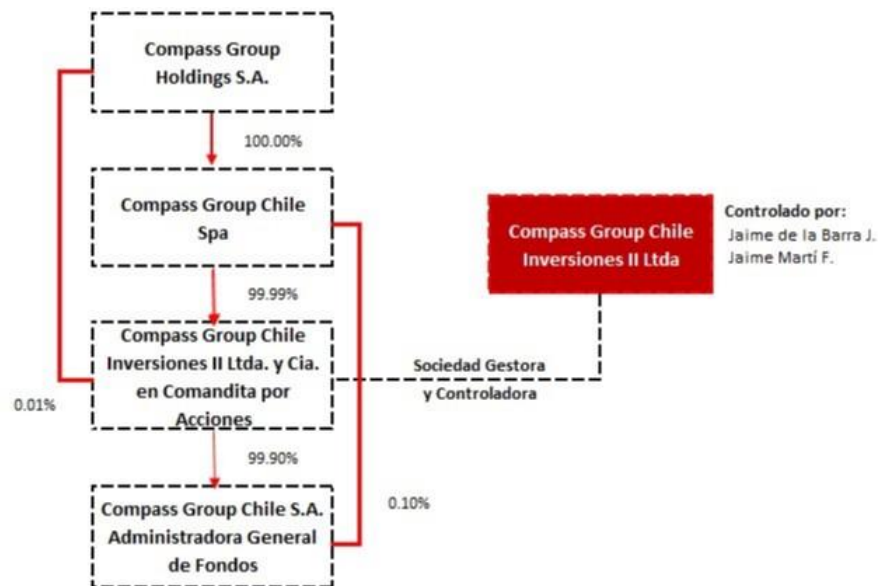 Compass Group
Holdings S.A.
100.00%
Compass Group Chile
Spa
99.99%
Compass Group Chile
Inversiones II Ltda. y Cia.
en Comandita por
Acciones
0.01%
99.90%
Compass Group Chile S.A.
Administradora General
de Fondos
0.10%
Compass Group Chile
Inversiones II Ltda
Controlado por:
Jaime de la Barra J.
Jaime Martí F.
Sociedad Gestora
y Controladora